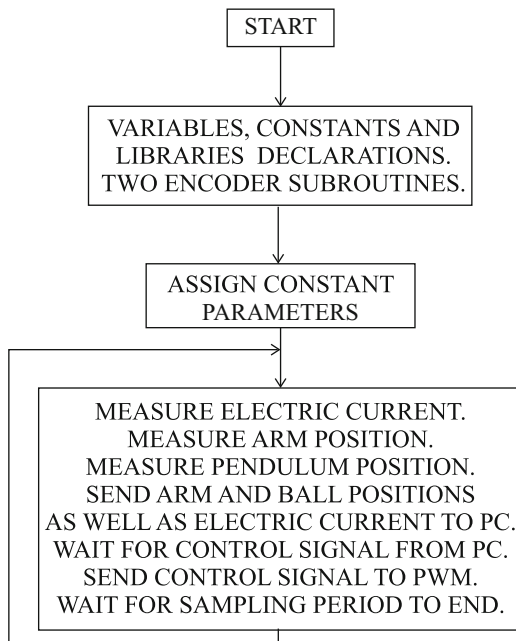 START
VARIABLES, CONSTANTS AND
LIBRARIES DECLARATIONS.
TWO ENCODER SUBROUTINES.
ASSIGN CONSTANT
PARAMETERS
MEASURE ELECTRIC CURRENT.
MEASURE ARM POSITION.
MEASURE PENDULUM POSITION.
SEND ARM AND BALL POSITIONS
AS WELL AS ELECTRIC CURRENT TO PC.
WAIT FOR CONTROL SIGNAL FROM PC.
SEND CONTROL SIGNAL TO PWM.
WAIT FOR SAMPLING PERIOD TO END.